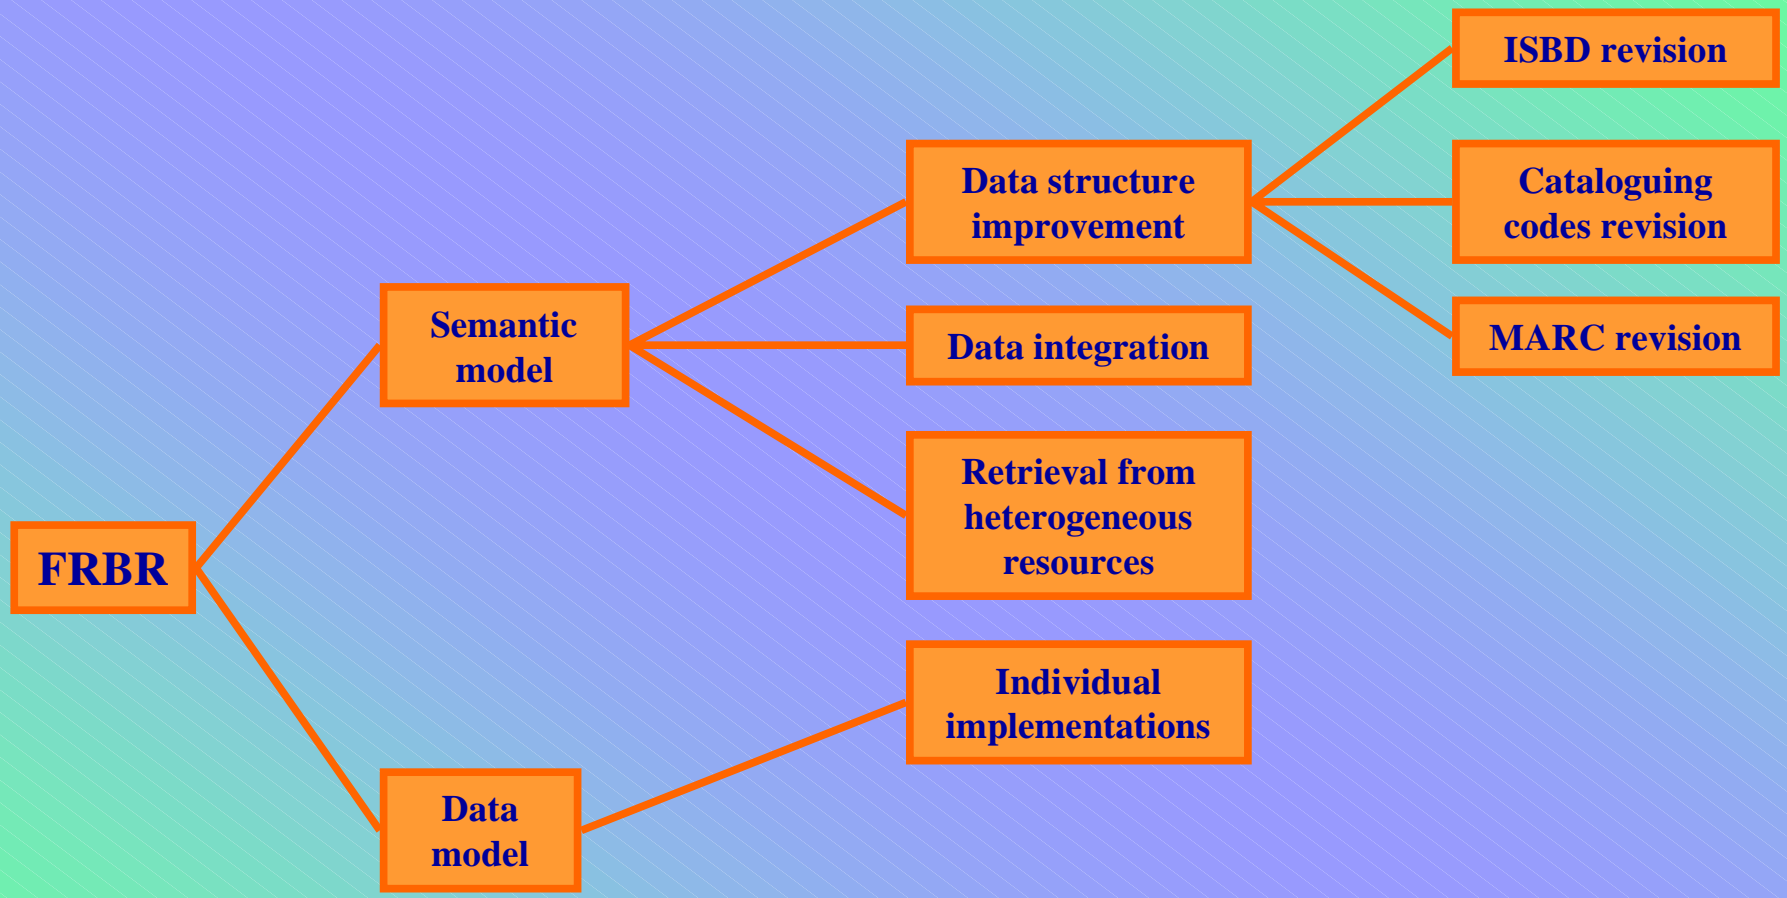 FRBR
Semantic
model
Data
model
Data structure
improvement
Data integration
Retrieval from
heterogeneous
resources
Individual
implementations
ISBD revision
Cataloguing
codes revision
MARC revision